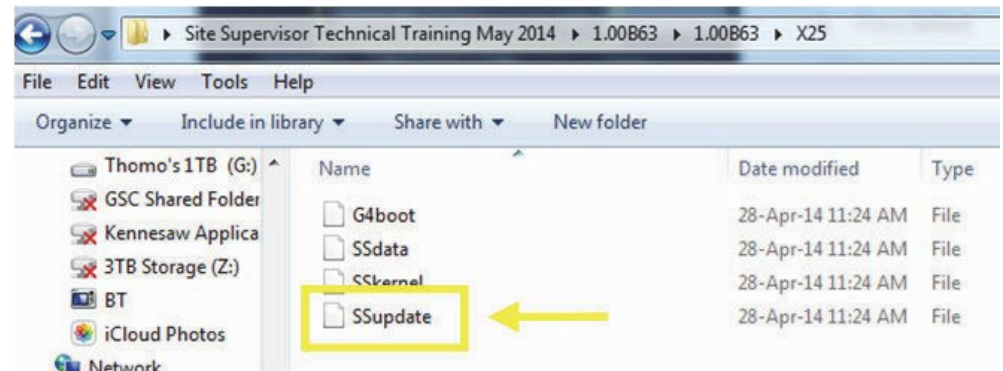 Site Supervisor Technical Training May 2014 ▸ 1.00B63 ▸ 1.00B63 ▸ X25
File Edit View Tools Help
Organize Include in library Share with New folder
Thomo's 1TB (G:)
GSC Shared Folder
Kennesaw Applica
3TB Storage (Z:)
BT
iCloud Photos
Network
Name Date modified Type
G4boot 28-Apr-14 11:24 AM File
SSdata 28-Apr-14 11:24 AM File
SSkernel 28-Apr-14 11:24 AM File
SSupdate 28-Apr-14 11:24 AM File